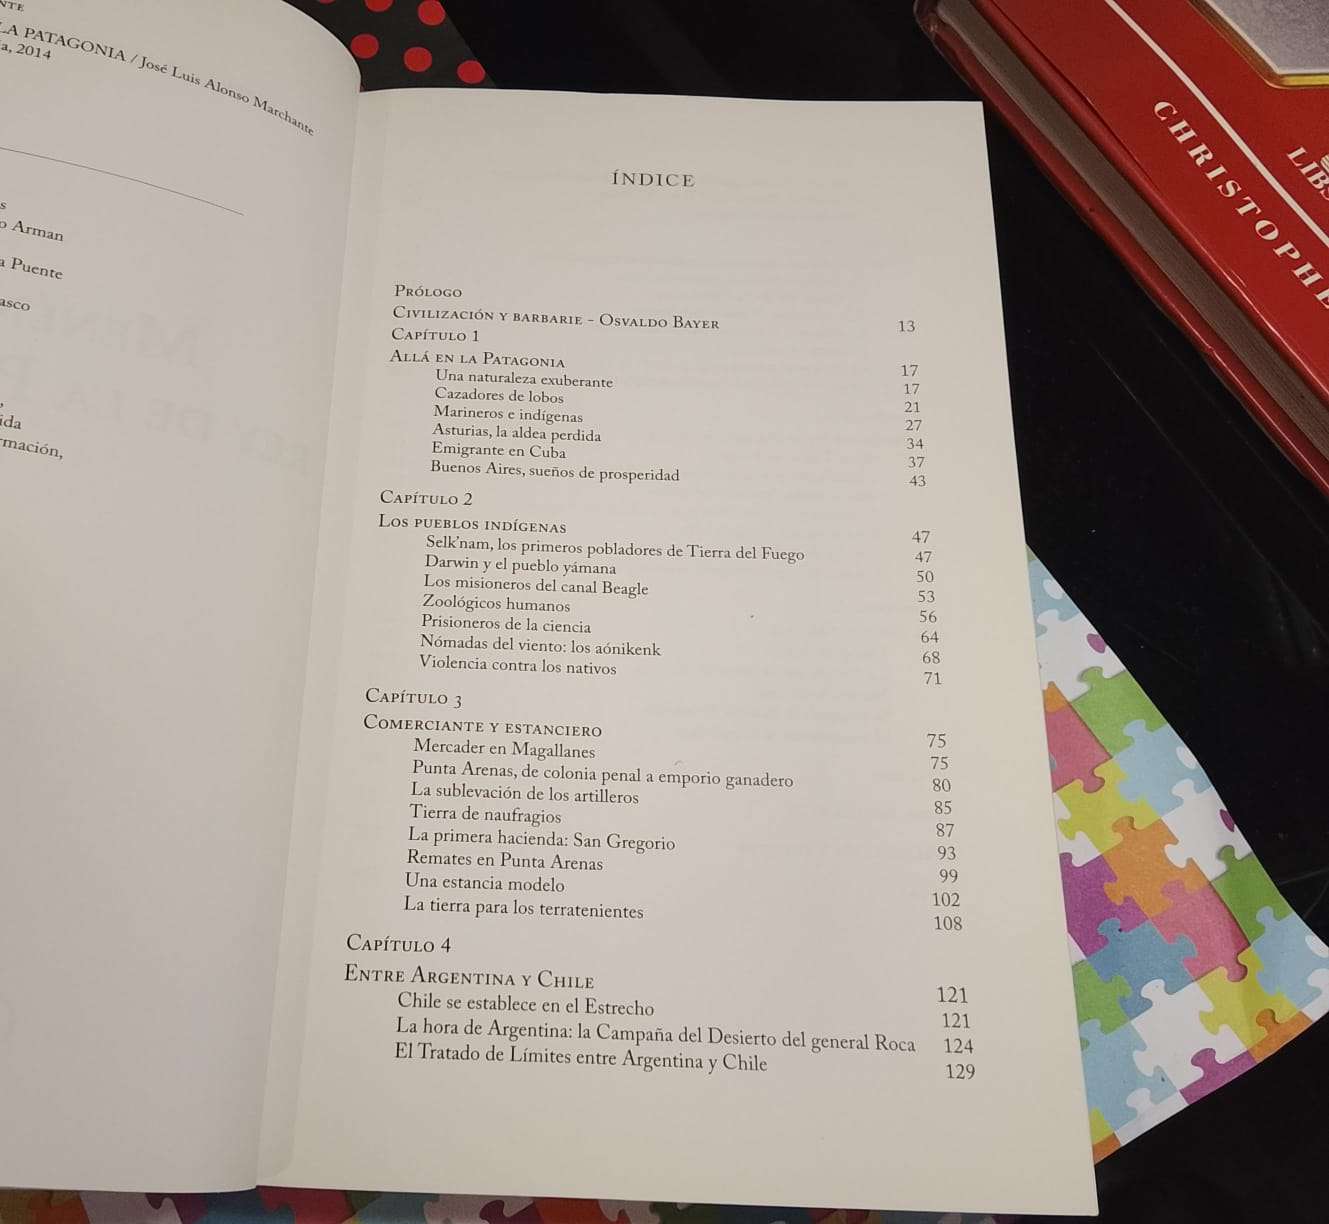 NTE
LA PATAGONIA / José Luis Alonso Marchante
a, 2014
s
o Arman
a Puente
asco
,
ida
rmación,
ÍNDICE
Prólogo
Civilización y barbarie - Osvaldo Bayer 13
Capítulo 1
Allá en la Patagonia 17
Una naturaleza exuberante 17
Cazadores de lobos 21
Marineros e indígenas 27
Asturias, la aldea perdida 34
Emigrante en Cuba 37
Buenos Aires, sueños de prosperidad 43
Capítulo 2
Los pueblos indígenas 47
Selk'nam, los primeros pobladores de Tierra del Fuego 47
Darwin y el pueblo yámana 50
Los misioneros del canal Beagle 53
Zoológicos humanos 56
Prisioneros de la ciencia 64
Nómadas del viento: los aónikenk 68
Violencia contra los nativos 71
Capítulo 3
Comerciante y estanciero 75
Mercader en Magallanes 75
Punta Arenas, de colonia penal a emporio ganadero 80
La sublevación de los artilleros 85
Tierra de naufragios 87
La primera hacienda: San Gregorio 93
Remates en Punta Arenas 99
Una estancia modelo 102
La tierra para los terratenientes 108
Capítulo 4
Entre Argentina y Chile 121
Chile se establece en el Estrecho 121
La hora de Argentina: la Campaña del Desierto del general Roca 124
El Tratado de Límites entre Argentina y Chile 129
CHRISTOPHE
LIBS